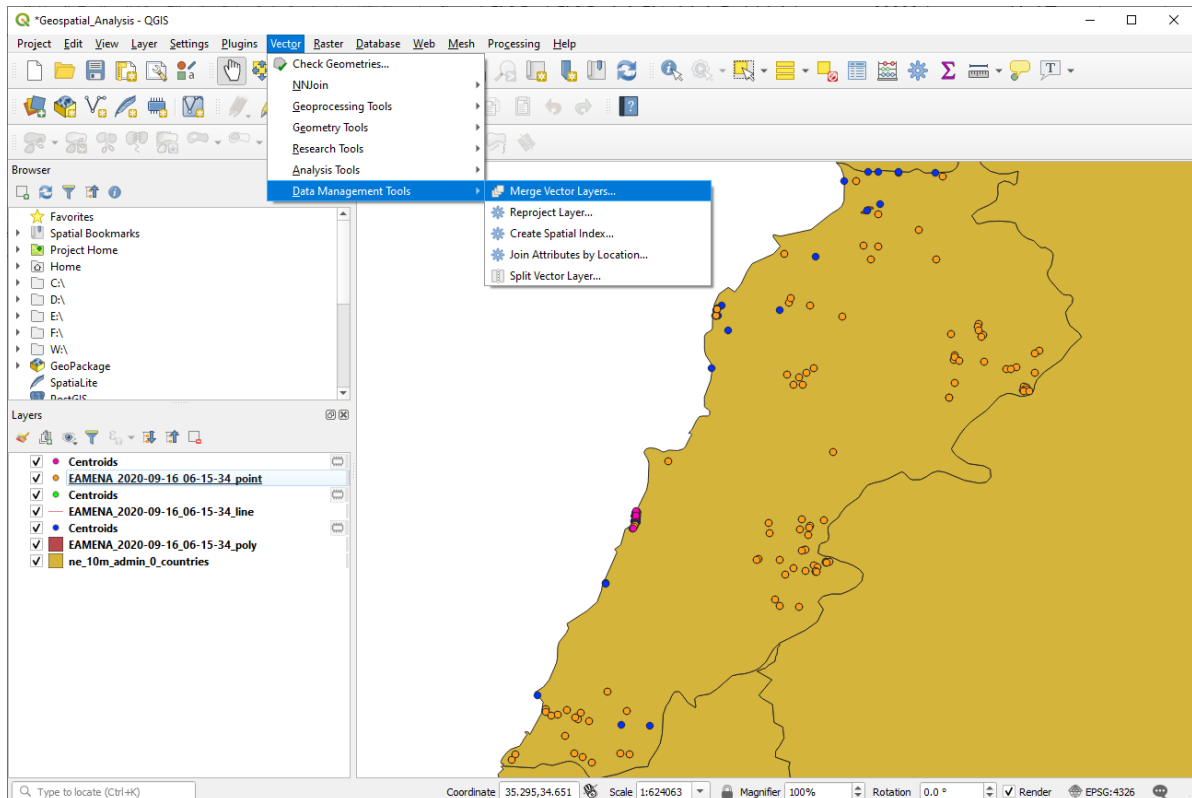 *Geospatial_Analysis - QGIS
Project Edit View Layer Settings Plugins Vector Raster Database Web Mesh Processing Help
Check Geometries...
NNJoin
Geoprocessing Tools
Geometry Tools
Research Tools
Analysis Tools
Data Management Tools
Merge Vector Layers...
Reproject Layer...
Create Spatial Index...
Join Attributes by Location...
Split Vector Layer...
Browser
Favorites
Spatial Bookmarks
Project Home
Home
C:\
D:\
E:\
F:\
W:\
GeoPackage
SpatiaLite
PostGIS
Layers
Centroids
EAMENA_2020-09-16_06-15-34_point
Centroids
EAMENA_2020-09-16_06-15-34_line
Centroids
EAMENA_2020-09-16_06-15-34_poly
ne_10m_admin_0_countries
Type to locate (Ctrl+K) Coordinate 35.295,34.651 Scale 1:624063 Magnifier 100% Rotation 0.0 ° Render EPSG:4326